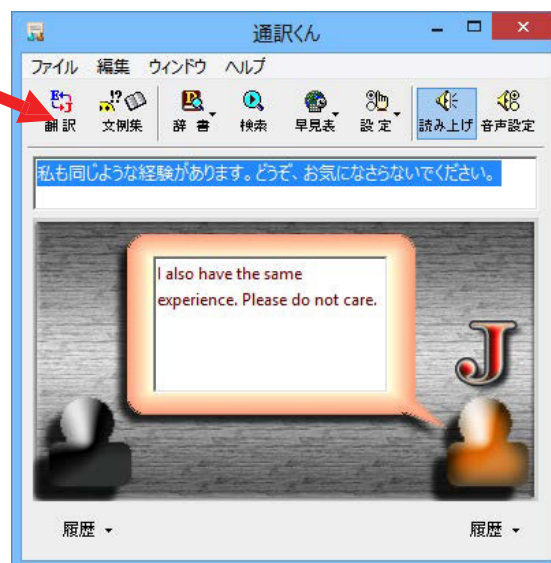 通訳くん
ファイル 編集 ウィンドウ ヘルプ
翻訳 文例集 辞書 検索 早見表 設定 読み上げ 音声設定
私も同じような経験があります。どうぞ、お気になさらないでください。
I also have the same
experience. Please do not care.
J
履歴 履歴